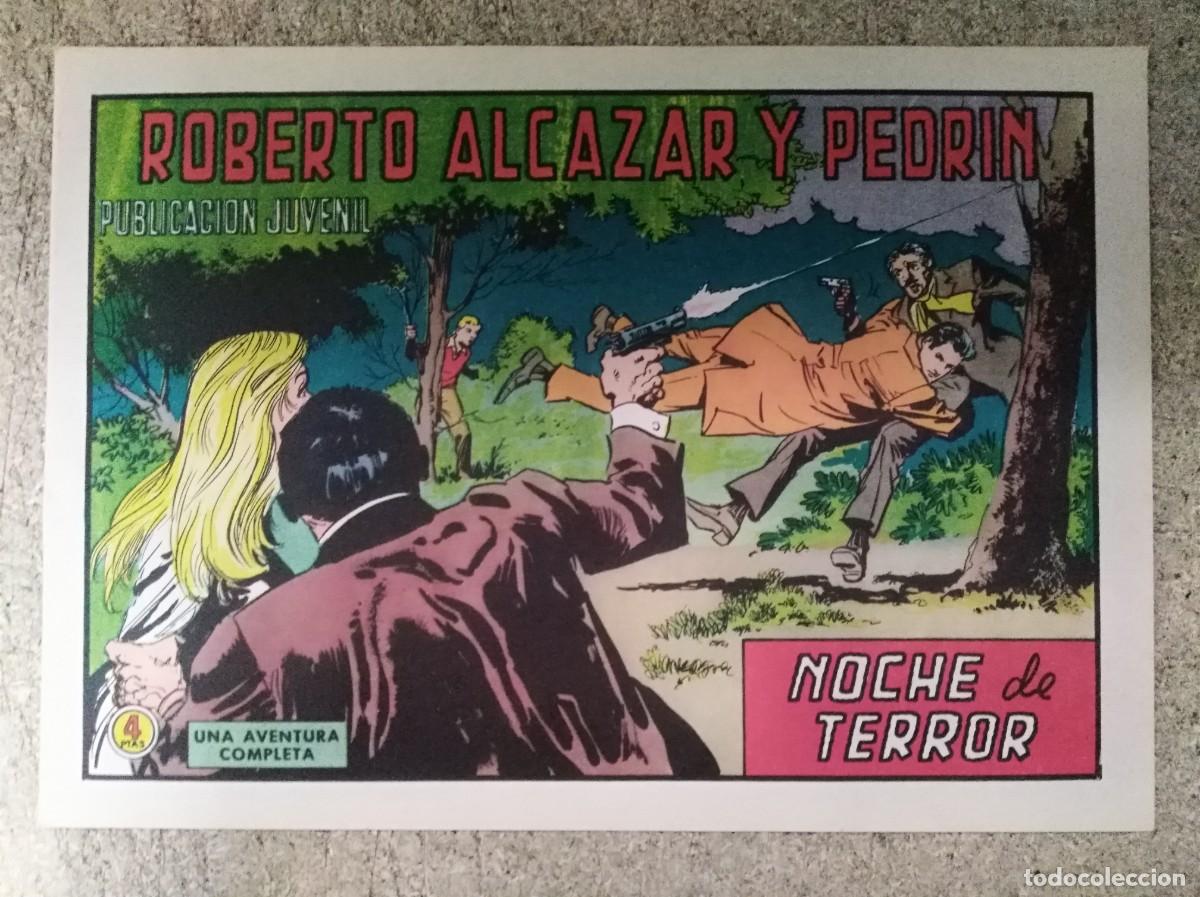 ROBERTO ALCAZAR Y PEDRIN
PUBLICACION JUVENIL
NOCHE de
TERROR
4
PTAS
UNA AVENTURA
COMPLETA
todocoleccion